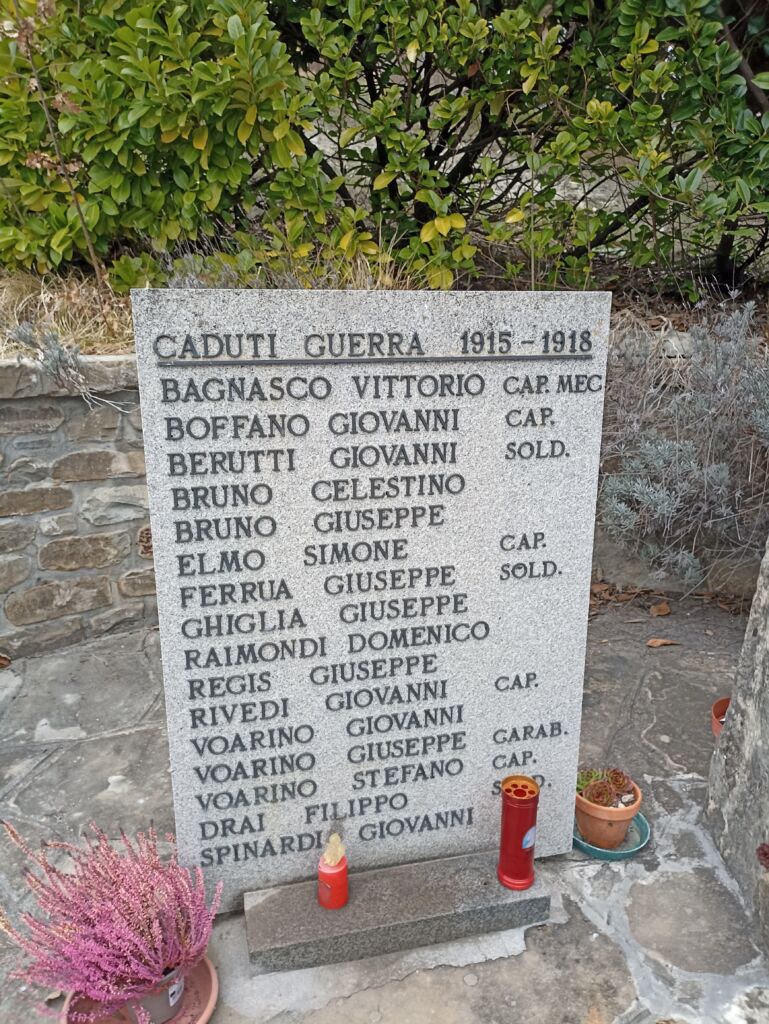 CADUTI GUERRA 1915-1918
BAGNASCO VITTORIO CAP. MEC
BOFFANO GIOVANNI CAP.
BERUTTI GIOVANNI SOLD.
BRUNO CELESTINO
BRUNO GIUSEPPE
ELMO SIMONE CAP.
FERRUA GIUSEPPE SOLD.
GHIGLIA GIUSEPPE
RAIMONDI DOMENICO
REGIS GIUSEPPE
RIVEDI GIOVANNI CAP.
VOARINO GIOVANNI
VOARINO GIUSEPPE CARAB.
VOARINO STEFANO CAP.
DRAI FILIPPO
SPINARDI GIOVANNI